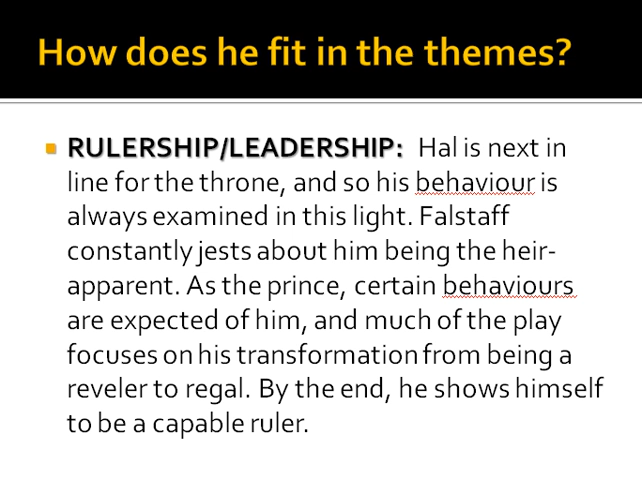 How does he fit in the themes?
RULERSHIP/LEADERSHIP: Hal is next in
line for the throne, and so his behaviour is
always examined in this light. Falstaff
constantly jests about him being the heir-
apparent. As the prince, certain behaviours
are expected of him, and much of the play
focuses on his transformation from being a
reveler to regal. By the end, he shows himself
to be a capable ruler.